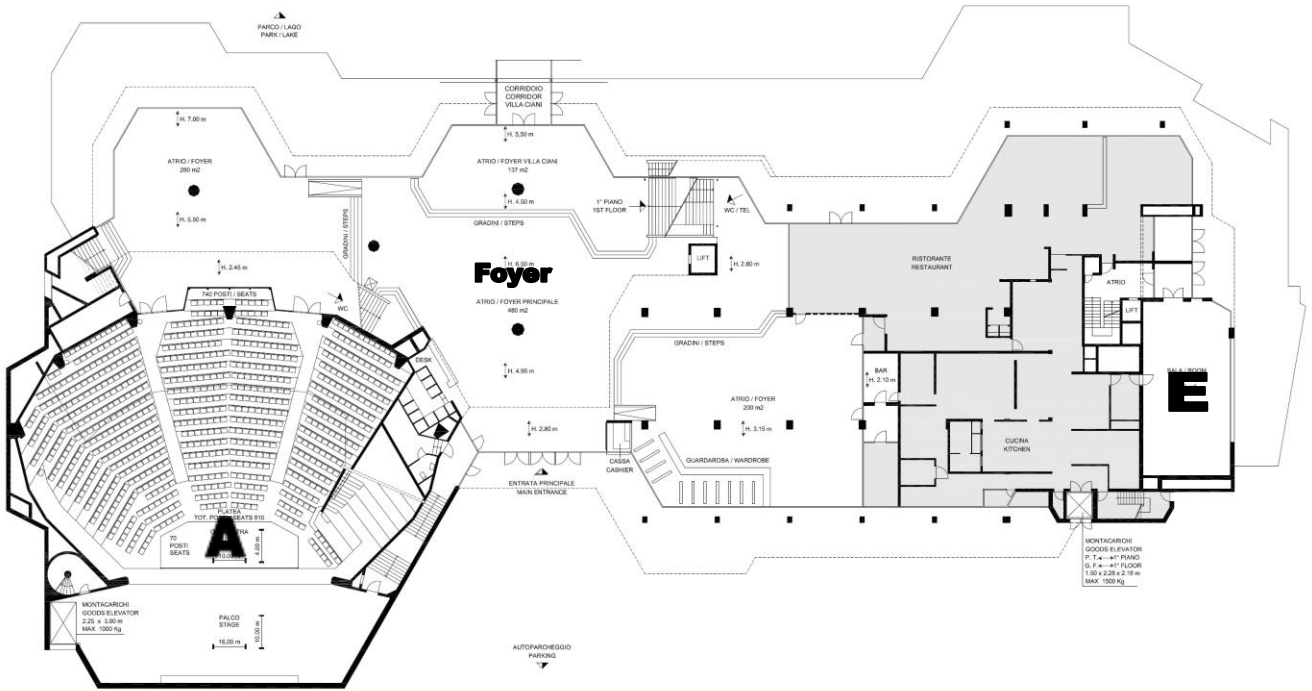 PARCO / LAGO
PARK / LAKE
CORRIDOIO
CORRIDOR
VILLA CIANI
H. 7.00 m
H. 5.50 m
ATRIO / FOYER
280 m2
ATRIO / FOYER VILLA CIANI
137 m2
H. 5.50 m
H. 4.50 m
1° PIANO
1ST FLOOR
WC / TEL
GRADINI / STEPS
GRADINI / STEPS
H. 2.45 m
H. 6.50 m
Foyer
LIFT
H. 2.80 m
RISTORANTE
RESTAURANT
ATRIO
LIFT
740 POSTI / SEATS
WC
ATRIO / FOYER PRINCIPALE
480 m2
GRADINI / STEPS
DESK
H. 4.95 m
BAR
H. 2.10 m
SALA / ROOM
E
ATRIO / FOYER
200 m2
H. 2.80 m
H. 3.15 m
CUCINA
KITCHEN
CASSA
CASHIER
GUARDAROBA / WARDROBE
ENTRATA PRINCIPALE
MAIN ENTRANCE
PLATEA
TOT. POSTI / SEATS 810
A
70
POSTI
SEATS
4.00 m
MONTACARICHI
GOODS ELEVATOR
P. T. 1° PIANO
G. F. 1° FLOOR
1.50 x 2.28 x 2.18 m
MAX 1500 Kg
MONTACARICHI
GOODS ELEVATOR
2.25 x 3.00 m
MAX 1000 Kg
PALCO
STAGE
16,00 m
10,00 m
AUTOPARCHEGGIO
PARKING